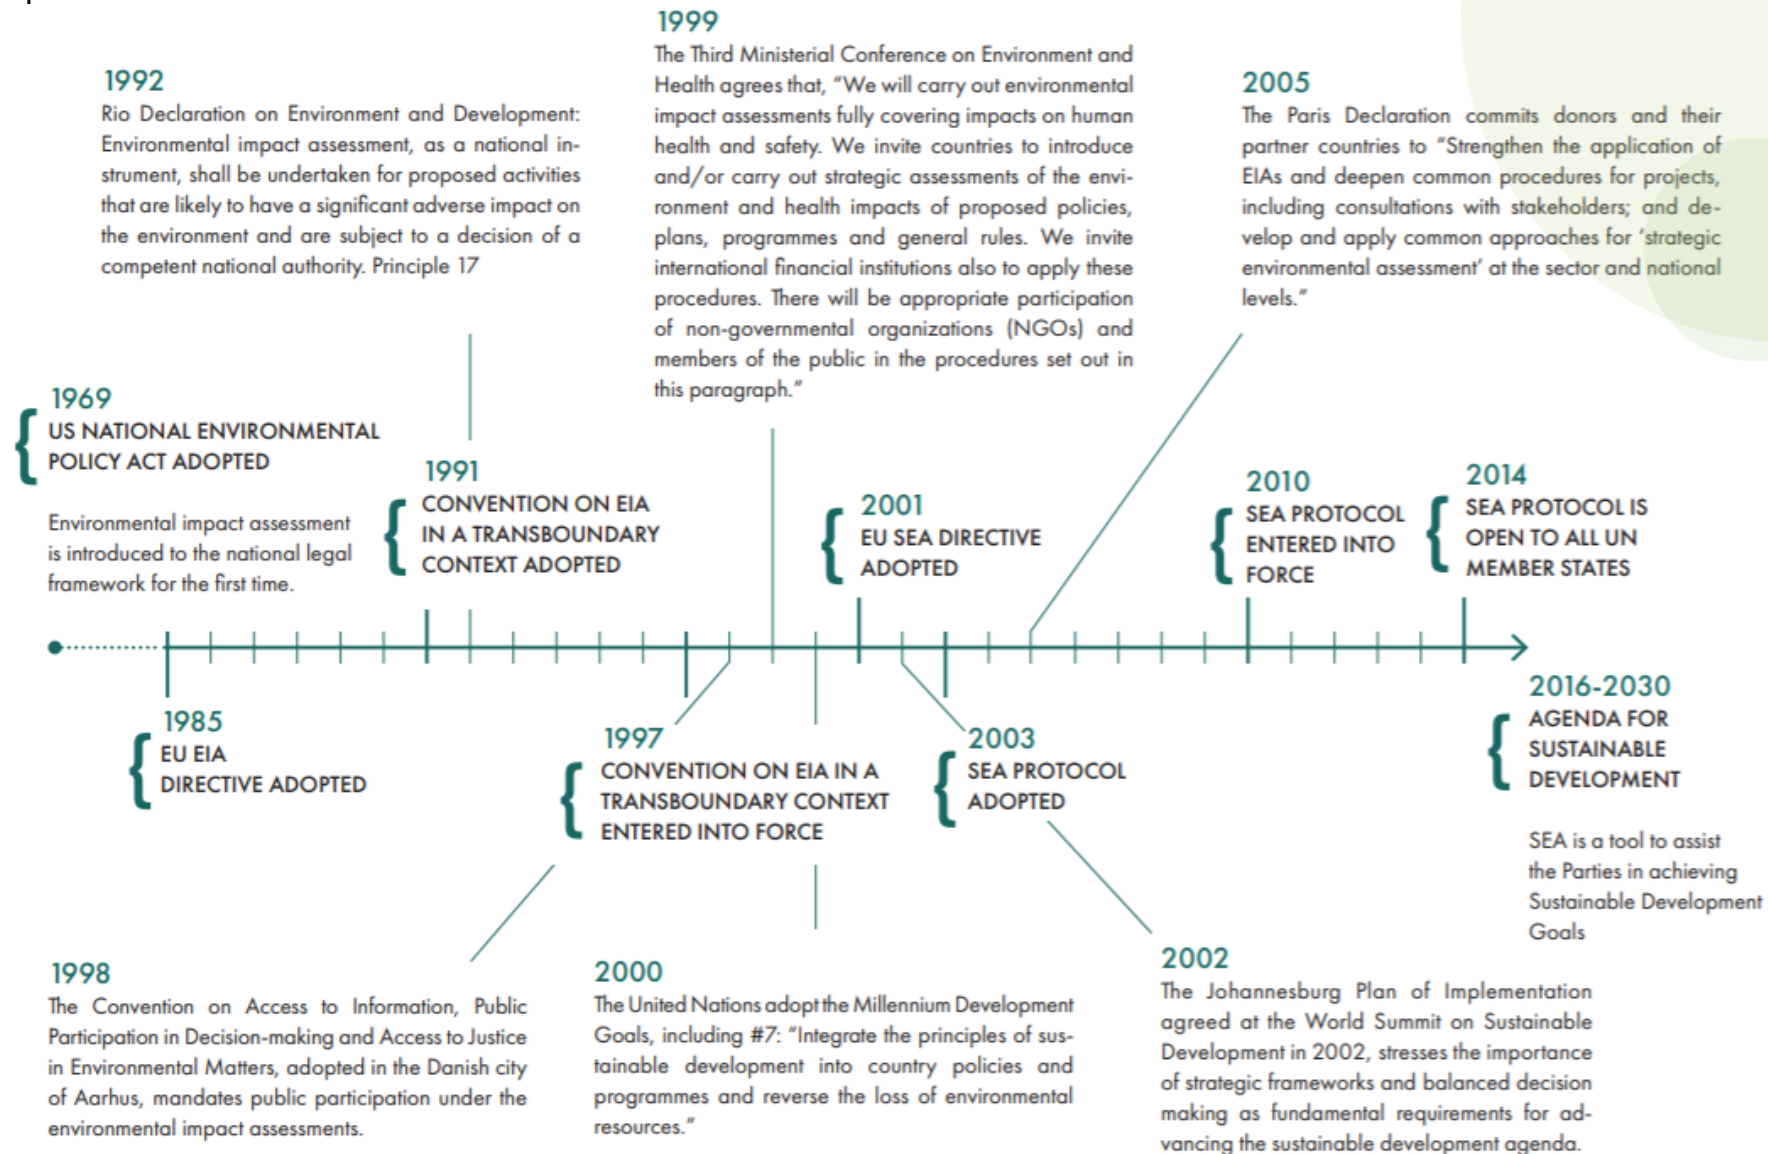 1999
The Third Ministerial Conference on Environment and
Health agrees that, “We will carry out environmental
impact assessments fully covering impacts on human
health and safety. We invite countries to introduce
and/or carry out strategic assessments of the envi-
ronment and health impacts of proposed policies,
plans, programmes and general rules. We invite
international financial institutions also to apply these
procedures. There will be appropriate participation
of non-governmental organizations (NGOs) and
members of the public in the procedures set out in
this paragraph.”
1992
Rio Declaration on Environment and Development:
Environmental impact assessment, as a national in-
strument, shall be undertaken for proposed activities
that are likely to have a significant adverse impact on
the environment and are subject to a decision of a
competent national authority. Principle 17
2005
The Paris Declaration commits donors and their
partner countries to “Strengthen the application of
EIAs and deepen common procedures for projects,
including consultations with stakeholders; and de-
velop and apply common approaches for ‘strategic
environmental assessment’ at the sector and national
levels.”
1969
US NATIONAL ENVIRONMENTAL
POLICY ACT ADOPTED
Environmental impact assessment
is introduced to the national legal
framework for the first time.
1991
CONVENTION ON EIA
IN A TRANSBOUNDARY
CONTEXT ADOPTED
2001
EU SEA DIRECTIVE
ADOPTED
2010
SEA PROTOCOL
ENTERED INTO
FORCE
2014
SEA PROTOCOL IS
OPEN TO ALL UN
MEMBER STATES
1985
EU EIA
DIRECTIVE ADOPTED
1997
CONVENTION ON EIA IN A
TRANSBOUNDARY CONTEXT
ENTERED INTO FORCE
2003
SEA PROTOCOL
ADOPTED
2016-2030
AGENDA FOR
SUSTAINABLE
DEVELOPMENT
SEA is a tool to assist
the Parties in achieving
Sustainable Development
Goals
1998
The Convention on Access to Information, Public
Participation in Decision-making and Access to Justice
in Environmental Matters, adopted in the Danish city
of Aarhus, mandates public participation under the
environmental impact assessments.
2000
The United Nations adopt the Millennium Development
Goals, including #7: “Integrate the principles of sus-
tainable development into country policies and
programmes and reverse the loss of environmental
resources.”
2002
The Johannesburg Plan of Implementation
agreed at the World Summit on Sustainable
Development in 2002, stresses the importance
of strategic frameworks and balanced decision
making as fundamental requirements for ad-
vancing the sustainable development agenda.